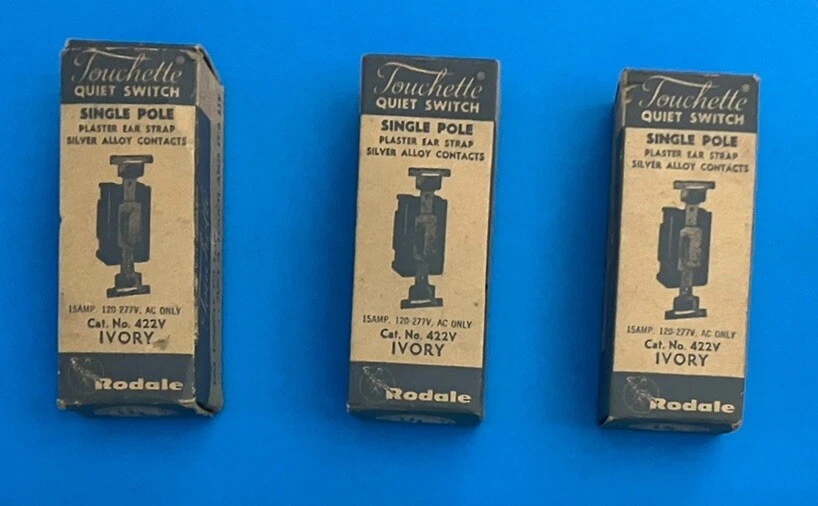 Touchette®
QUIET SWITCH
SINGLE POLE
PLASTER EAR STRAP
SILVER ALLOY CONTACTS
15AMP. 120-277V, AC ONLY
Cat. No. 422V
IVORY
Rodale
Touchette®
QUIET SWITCH
SINGLE POLE
PLASTER EAR STRAP
SILVER ALLOY CONTACTS
15AMP. 120-277V, AC ONLY
Cat. No. 422V
IVORY
Rodale
Touchette®
QUIET SWITCH
SINGLE POLE
PLASTER EAR STRAP
SILVER ALLOY CONTACTS
15AMP. 120-277V, AC ONLY
Cat. No. 422V
IVORY
Rodale